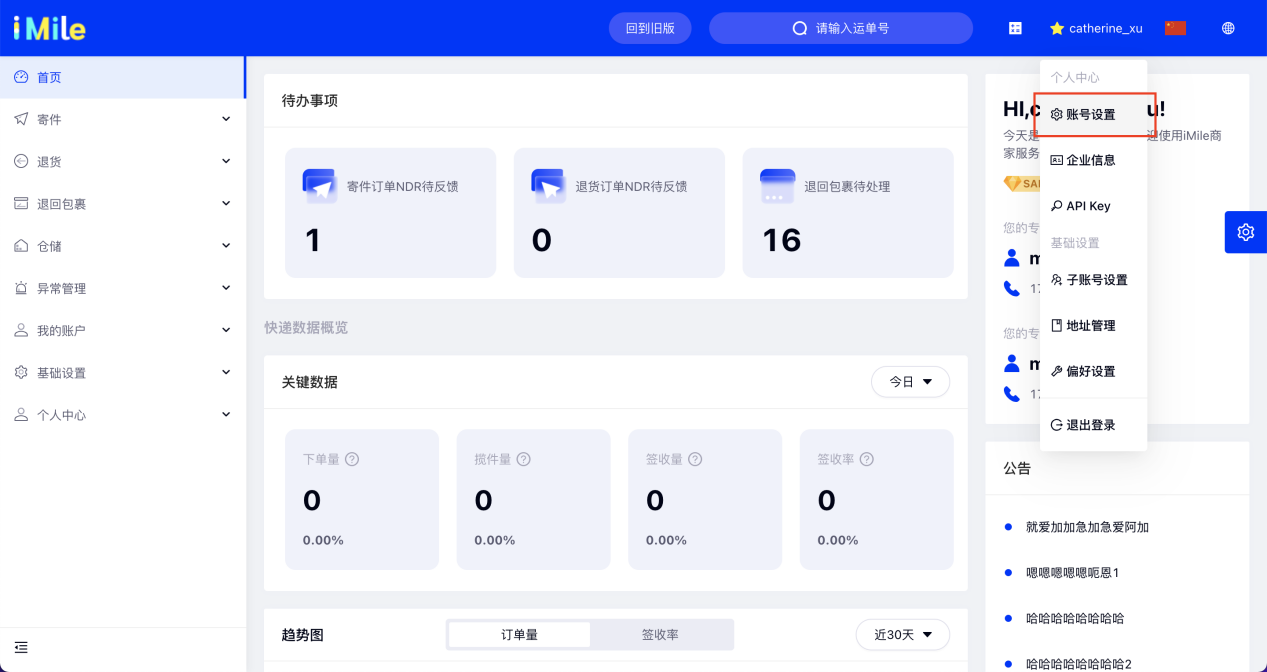 iMile
回到旧版
请输入运单号
catherine_xu
首页
寄件
退货
退回包裹
仓储
异常管理
我的账户
基础设置
个人中心
待办事项
寄件订单NDR待反馈
1
退货订单NDR待反馈
0
退回包裹待处理
16
快递数据概览
关键数据
今日
下单量
0
0.00%
揽件量
0
0.00%
签收量
0
0.00%
签收率
0
0.00%
趋势图
订单量
签收率
近30天
个人中心
账号设置
企业信息
API Key
基础设置
子账号设置
地址管理
偏好设置
退出登录
HI,c u!
今天是 迎使用iMile商
家服务
您的专
17
您的专
17
公告
就爱加加急加急爱阿加
嗯嗯嗯嗯嗯呃恩1
哈哈哈哈哈哈哈哈
哈哈哈哈哈哈哈哈2